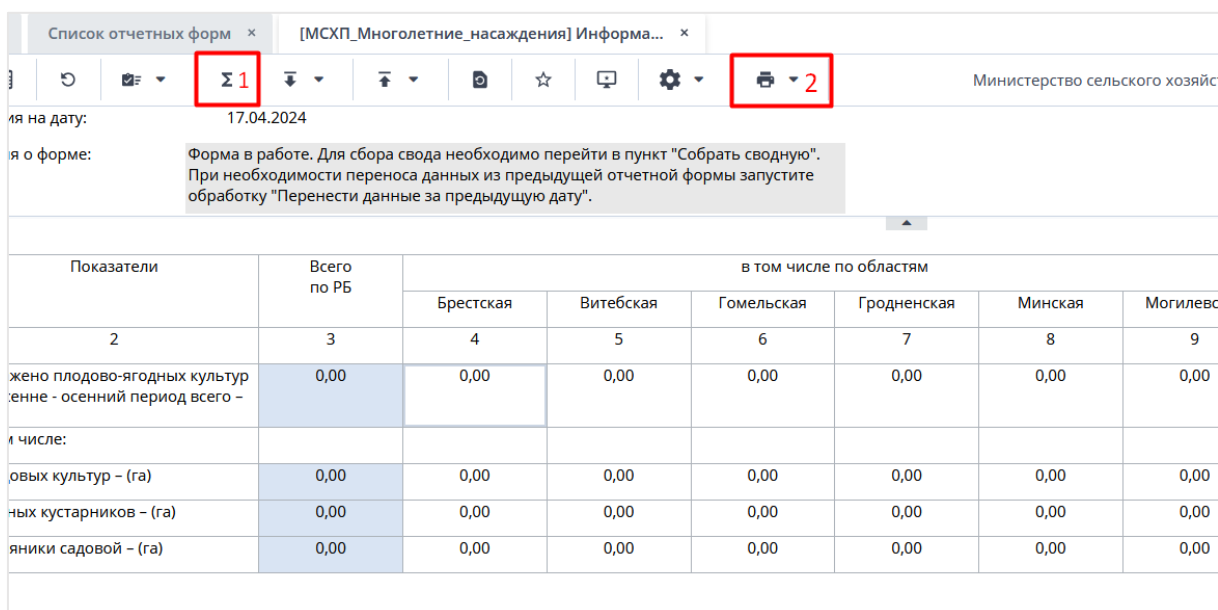 Список отчетных форм ×
[МСХП_Многолетние_насаждения] Информа... ×
Σ 1
2
Министерство сельского хозяйс
ия на дату: 17.04.2024
ия о форме:
Форма в работе. Для сбора свода необходимо перейти в пункт "Собрать сводную".
При необходимости переноса данных из предыдущей отчетной формы запустите
обработку "Перенести данные за предыдущую дату".
Показатели
Всего
по РБ
в том числе по областям
Брестская Витебская Гомельская Гродненская Минская Могилевс
2 3 4 5 6 7 8 9
жено плодово-ягодных культур 0,00 0,00 0,00 0,00 0,00 0,00 0,00
енне - осенний период всего –
м числе:
овых культур – (га) 0,00 0,00 0,00 0,00 0,00 0,00 0,00
ных кустарников – (га) 0,00 0,00 0,00 0,00 0,00 0,00 0,00
яники садовой – (га) 0,00 0,00 0,00 0,00 0,00 0,00 0,00